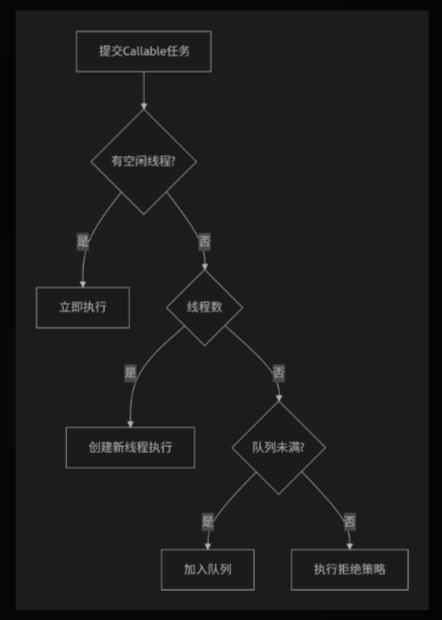 提交Callable任务
有空闲线程?
是
否
立即执行
线程数
是
否
创建新线程执行
队列未满?
是
否
加入队列
执行拒绝策略